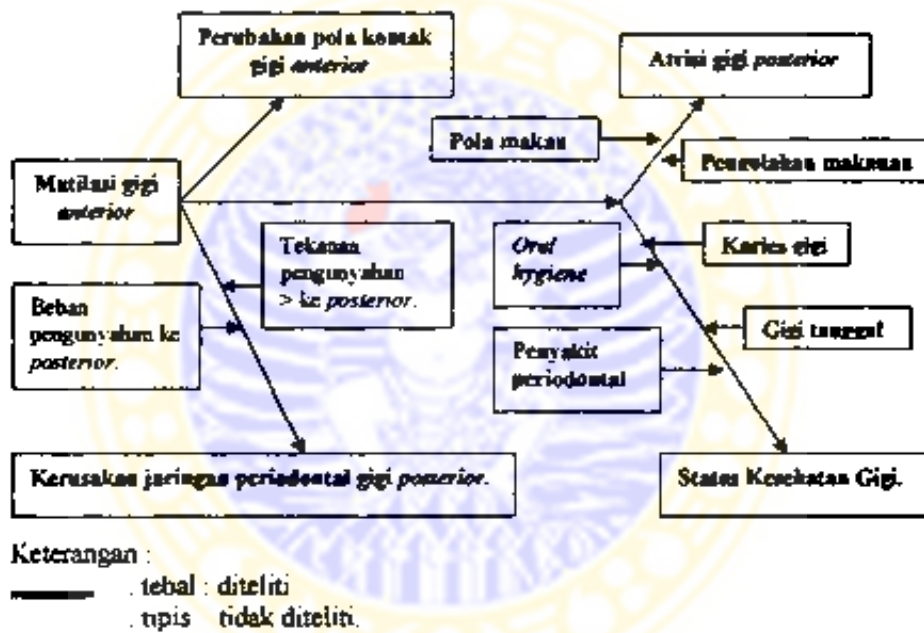 Perubahan pola kontak
gigi anterior
Atrisi gigi posterior
Pola makan
Pengolahan makanan
Mutilasi gigi
anterior
Tekanan
pengunyahan
> ke posterior.
Oral
hygiene
Karies gigi
Beban
pengunyahan ke
posterior.
Gigi tanggal
Penyakit
periodontal
Kerusakan jaringan periodontal gigi posterior.
Status Kesehatan Gigi.
Keterangan :
. tebal : diteliti
. tipis tidak diteliti.